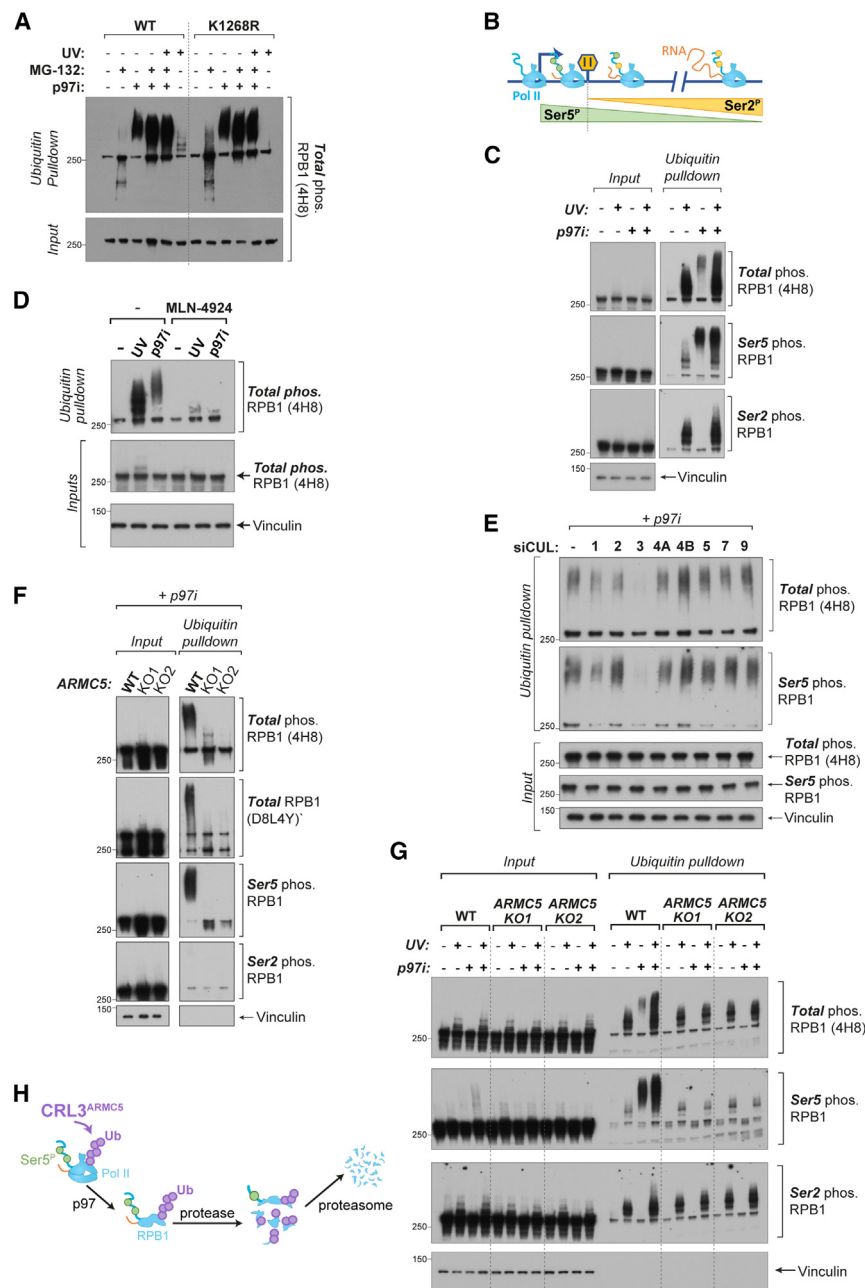 A
WT K1268R
UV: - - - - + + - - - - + +
MG-132: - + - + + - - + - + + -
p97i: - - + + + - - - + + + -
Ubiquitin
Pulldown
250
Input
250
Total phos.
RPB1 (4H8)
B
RNA
II
Pol II
Ser5ᴾ
Ser2ᴾ
C
Input
Ubiquitin
pulldown
UV: - + - + - + - +
p97i: - - + + - - + +
250
Total phos.
RPB1 (4H8)
250
Ser5 phos.
RPB1
250
Ser2 phos.
RPB1
150
Vinculin
D
- MLN-4924
- UV p97i - UV p97i
Ubiquitin
pulldown
250
Total phos.
RPB1 (4H8)
Inputs
250
Total phos.
RPB1 (4H8)
150
Vinculin
E
+ p97i
siCUL: - 1 2 3 4A 4B 5 7 9
Ubiquitin pulldown
250
Total phos.
RPB1 (4H8)
250
Ser5 phos.
RPB1
Input
250
Total phos.
RPB1 (4H8)
250
Ser5 phos.
RPB1
150
Vinculin
F
+ p97i
Input
Ubiquitin
pulldown
ARMC5: WT KO1 KO2 WT KO1 KO2
250
Total phos.
RPB1 (4H8)
250
Total RPB1
(D8L4Y)`
250
Ser5 phos.
RPB1
250
Ser2 phos.
RPB1
150
Vinculin
G
Input Ubiquitin pulldown
WT ARMC5 KO1 ARMC5 KO2 WT ARMC5 KO1 ARMC5 KO2
UV: - + - + - + - + - + - + - + - + - + - + - + - +
p97i: - - + + - - + + - - + + - - + + - - + + - - + +
250
Total phos.
RPB1 (4H8)
250
Ser5 phos.
RPB1
250
Ser2 phos.
RPB1
150
Vinculin
H
CRL3ᴬᴿᴹᶜ⁵
Ub
Ser5ᴾ
Pol II
p97
Ub
RPB1
protease
proteasome